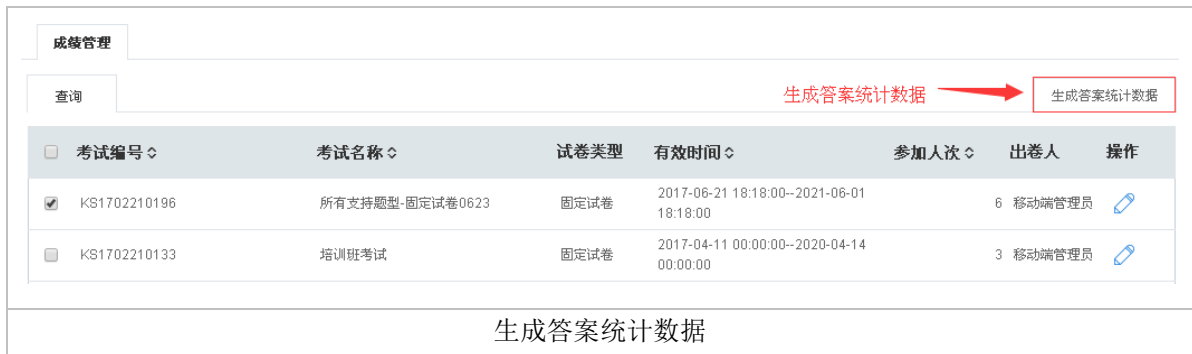 成绩管理
查询
生成答案统计数据
生成答案统计数据
考试编号 考试名称 试卷类型 有效时间 参加人次 出卷人 操作
KS1702210196 所有支持题型-固定试卷0623 固定试卷 2017-06-21 18:18:00--2021-06-01 18:18:00 6 移动端管理员
KS1702210133 培训班考试 固定试卷 2017-04-11 00:00:00--2020-04-14 00:00:00 3 移动端管理员
生成答案统计数据